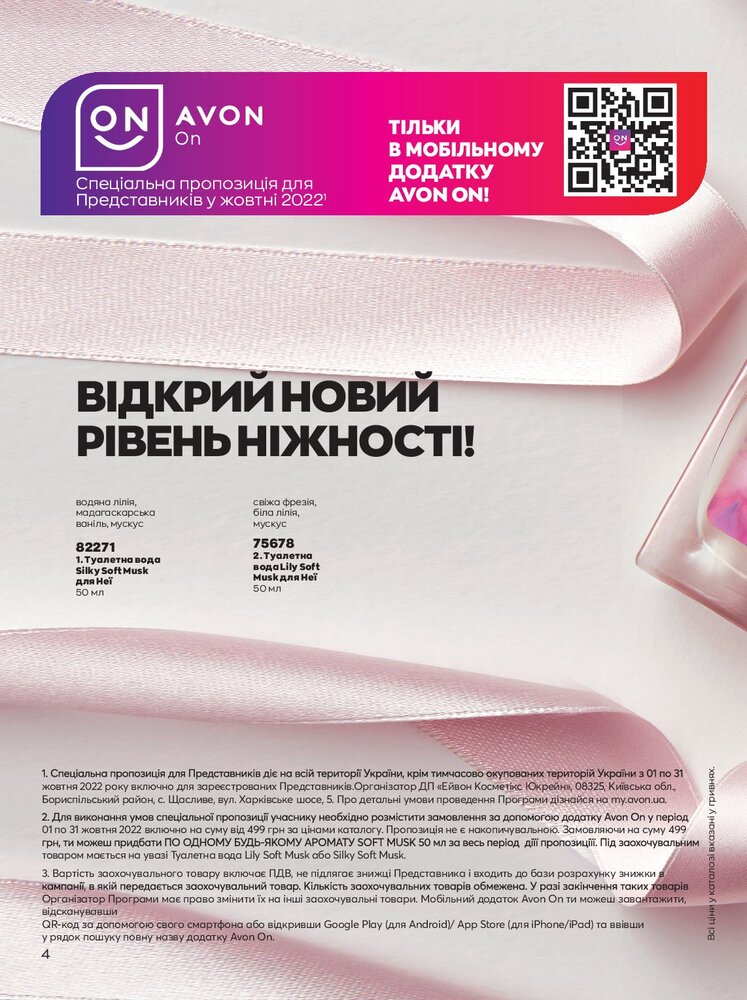 ON
AVON
On
Спеціальна пропозиція для
Представників у жовтні 2022¹
ТІЛЬКИ
В МОБІЛЬНОМУ
ДОДАТКУ
AVON ON!
ON
ВІДКРИЙ НОВИЙ
РІВЕНЬ НІЖНОСТІ!
водяна лілія,
мадагаскарська
ваніль, мускус
82271
1. Туалетна вода
Silky Soft Musk
для Неї
50 мл
свіжа фрезія,
біла лілія,
мускус
75678
2. Туалетна
вода Lily Soft
Musk для Неї
50 мл
1. Спеціальна пропозиція для Представників діє на всій території України, крім тимчасово окупованих територій України з 01 по 31
жовтня 2022 року включно для зареєстрованих Представників.Організатор ДП «Ейвон Косметікс Юкрейн», 08325, Київська обл.,
Бориспільський район, с. Щасливе, вул. Харківське шосе, 5. Про детальні умови проведення Програми дізнайся на my.avon.ua.
2. Для виконання умов спеціальної пропозиції учаснику необхідно розмістити замовлення за допомогою додатку Avon On у період
01 по 31 жовтня 2022 включно на суму від 499 грн за цінами каталогу. Пропозиція не є накопичувальною. Замовляючи на суму 499
грн, ти можеш придбати ПО ОДНОМУ БУДЬ-ЯКОМУ АРОМАТУ SOFT MUSK 50 мл за весь період дії пропозиції. Під заохочувальним
товаром мається на увазі Туалетна вода Lily Soft Musk або Silky Soft Musk.
3. Вартість заохочувального товару включає ПДВ, не підлягає знижці Представника і входить до бази розрахунку знижки в
кампанії, в якій передається заохочувальний товар. Кількість заохочувальних товарів обмежена. У разі закінчення таких товарів
Організатор Програми має право змінити їх на інші заохочувальні товари. Мобільний додаток Avon On ти можеш завантажити,
відсканувавши
QR-код за допомогою свого смартфона або відкривши Google Play (для Android)/ App Store (для iPhone/iPad) та ввівши
у рядок пошуку повну назву додатку Avon On.
4
Всі ціни у каталозі вказані у гривнях.